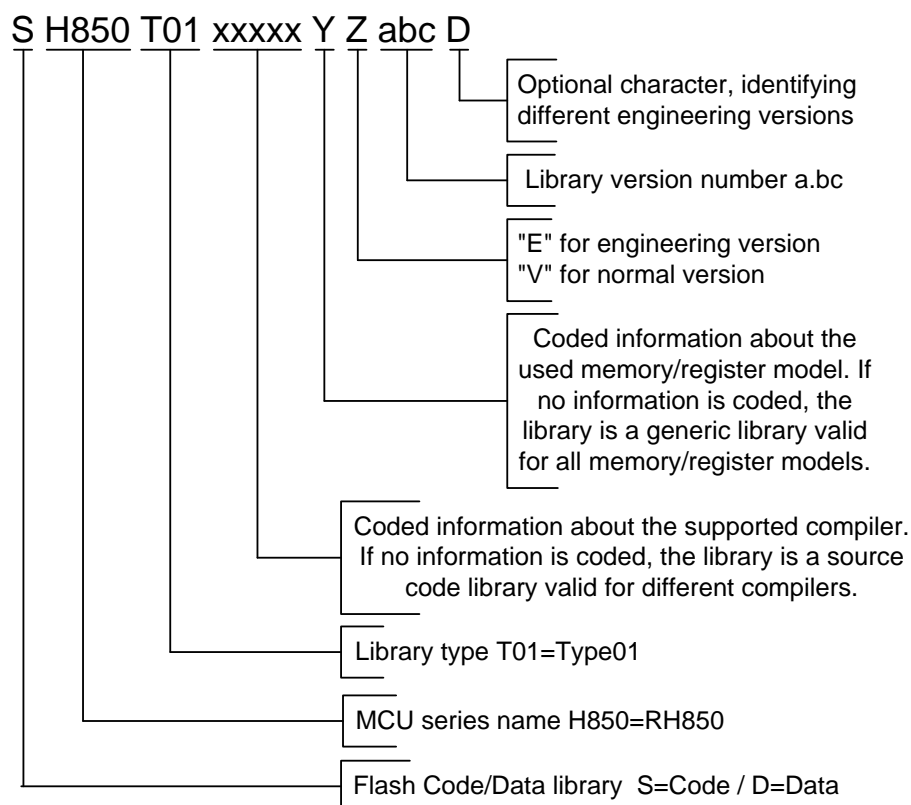 S H850 T01 xxxxx Y Z abc D
Optional character, identifying
different engineering versions
Library version number a.bc
"E" for engineering version
"V" for normal version
Coded information about the
used memory/register model. If
no information is coded, the
library is a generic library valid
for all memory/register models.
Coded information about the supported compiler.
If no information is coded, the library is a source
code library valid for different compilers.
Library type T01=Type01
MCU series name H850=RH850
Flash Code/Data library S=Code / D=Data